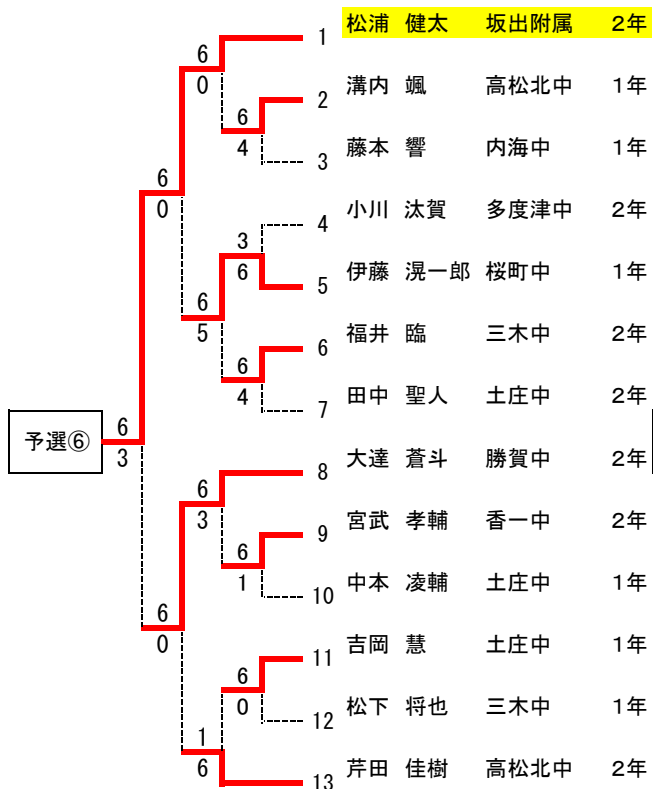 1 松浦 健太 坂出附属 2年
6
0
2 溝内 颯 高松北中 1年
6
4
3 藤本 響 内海中 1年
6
0
4 小川 汰賀 多度津中 2年
3
6
5 伊藤 滉一郎 桜町中 1年
6
5
6 福井 臨 三木中 2年
6
4
7 田中 聖人 土庄中 2年
予選⑥
6
3
8 大達 蒼斗 勝賀中 2年
6
3
9 宮武 孝輔 香一中 2年
6
1
10 中本 凌輔 土庄中 1年
6
0
11 吉岡 慧 土庄中 1年
6
0
12 松下 将也 三木中 1年
1
6
13 芹田 佳樹 高松北中 2年